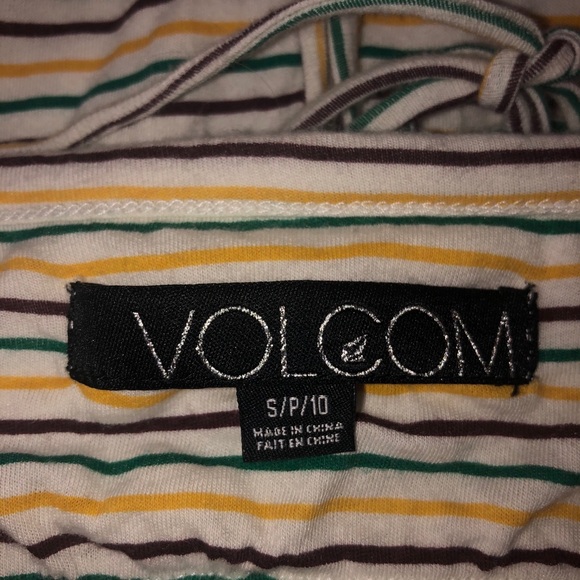 VOLCOM
S/P/10
MADE IN CHINA
FAIT EN CHINE